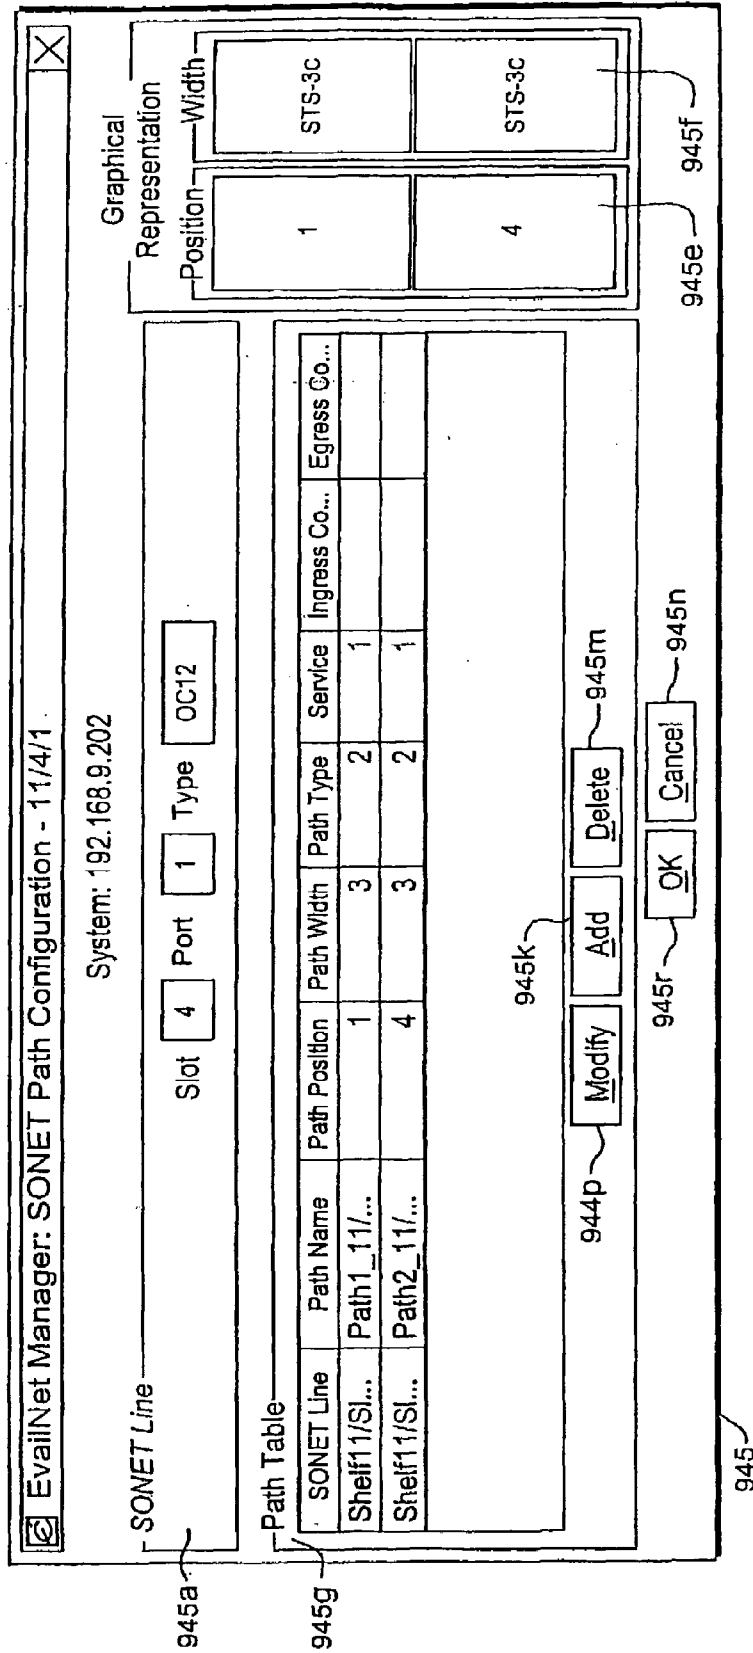 EvailNet Manager: SONET Path Configuration - 11/4/1
System: 192.168.9.202
SONET Line
Slot 4 Port 1 Type OC12
945a
Path Table
SONET Line Path Name Path Position Path Width Path Type Service Ingress Co... Egress Co...
Shelf11/Sl... Path1_11/... 1 3 2 1
Shelf11/Sl... Path2_11/... 4 3 2 1
945g
Modify Add Delete
944p
945k
945m
OK Cancel
945r
945n
Graphical
Representation
Position Width
1 STS-3C
4 STS-3C
945e
945f
945